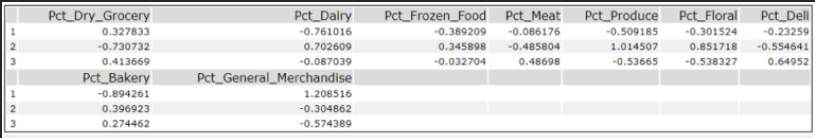 Pct_Dry_Grocery Pct_Dairy Pct_Frozen_Food Pct_Meat Pct_Produce Pct_Floral Pct_Deli
1 0.327833 -0.761016 -0.389209 -0.086176 -0.509185 -0.301524 -0.23259
2 -0.730732 0.702609 0.345898 -0.485804 1.014507 0.851718 -0.554641
3 0.413669 -0.087039 -0.032704 0.48698 -0.53665 -0.538327 0.64952
Pct_Bakery Pct_General_Merchandise
1 -0.894261 1.208516
2 0.396923 -0.304862
3 0.274462 -0.574389